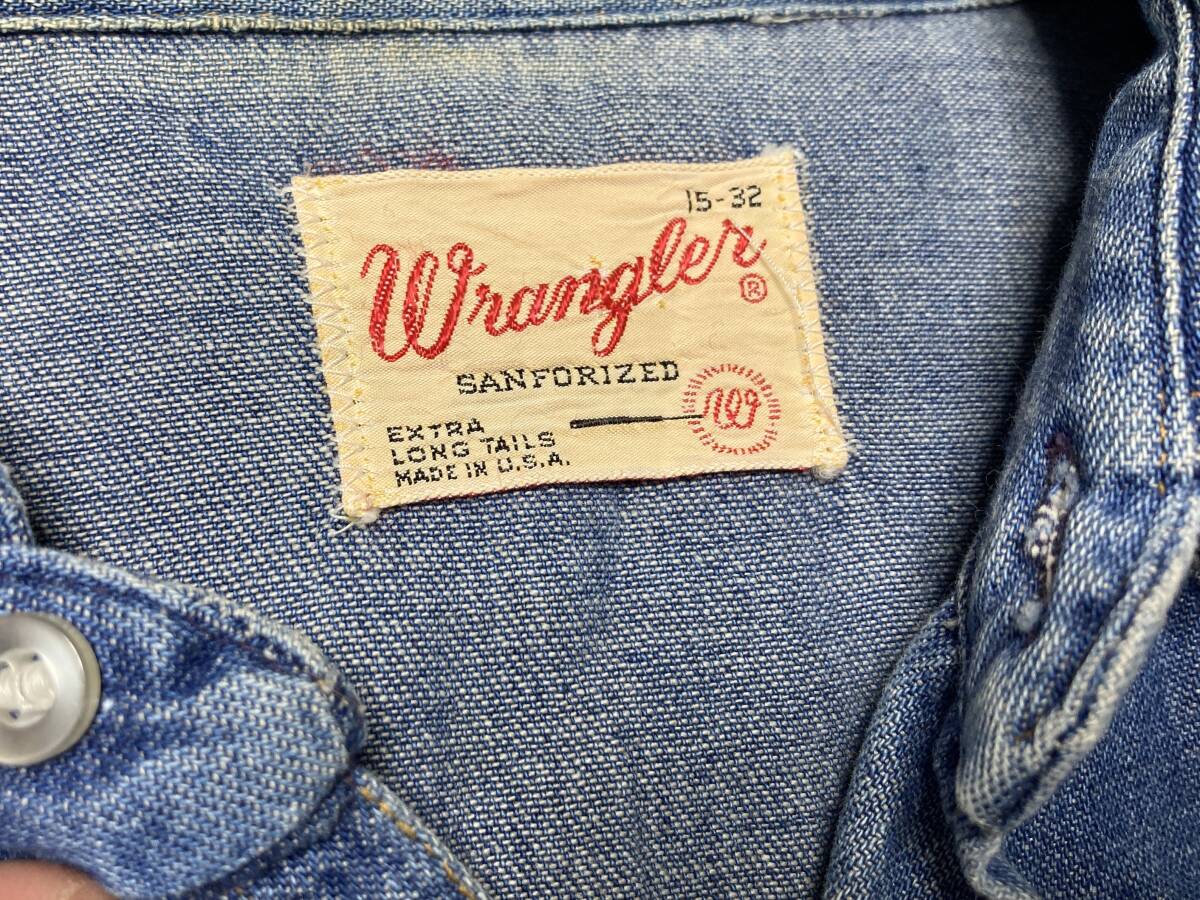 15-32
Wrangler
®
SANFORIZED
W
EXTRA
LONG TAILS
MADE IN U.S.A.